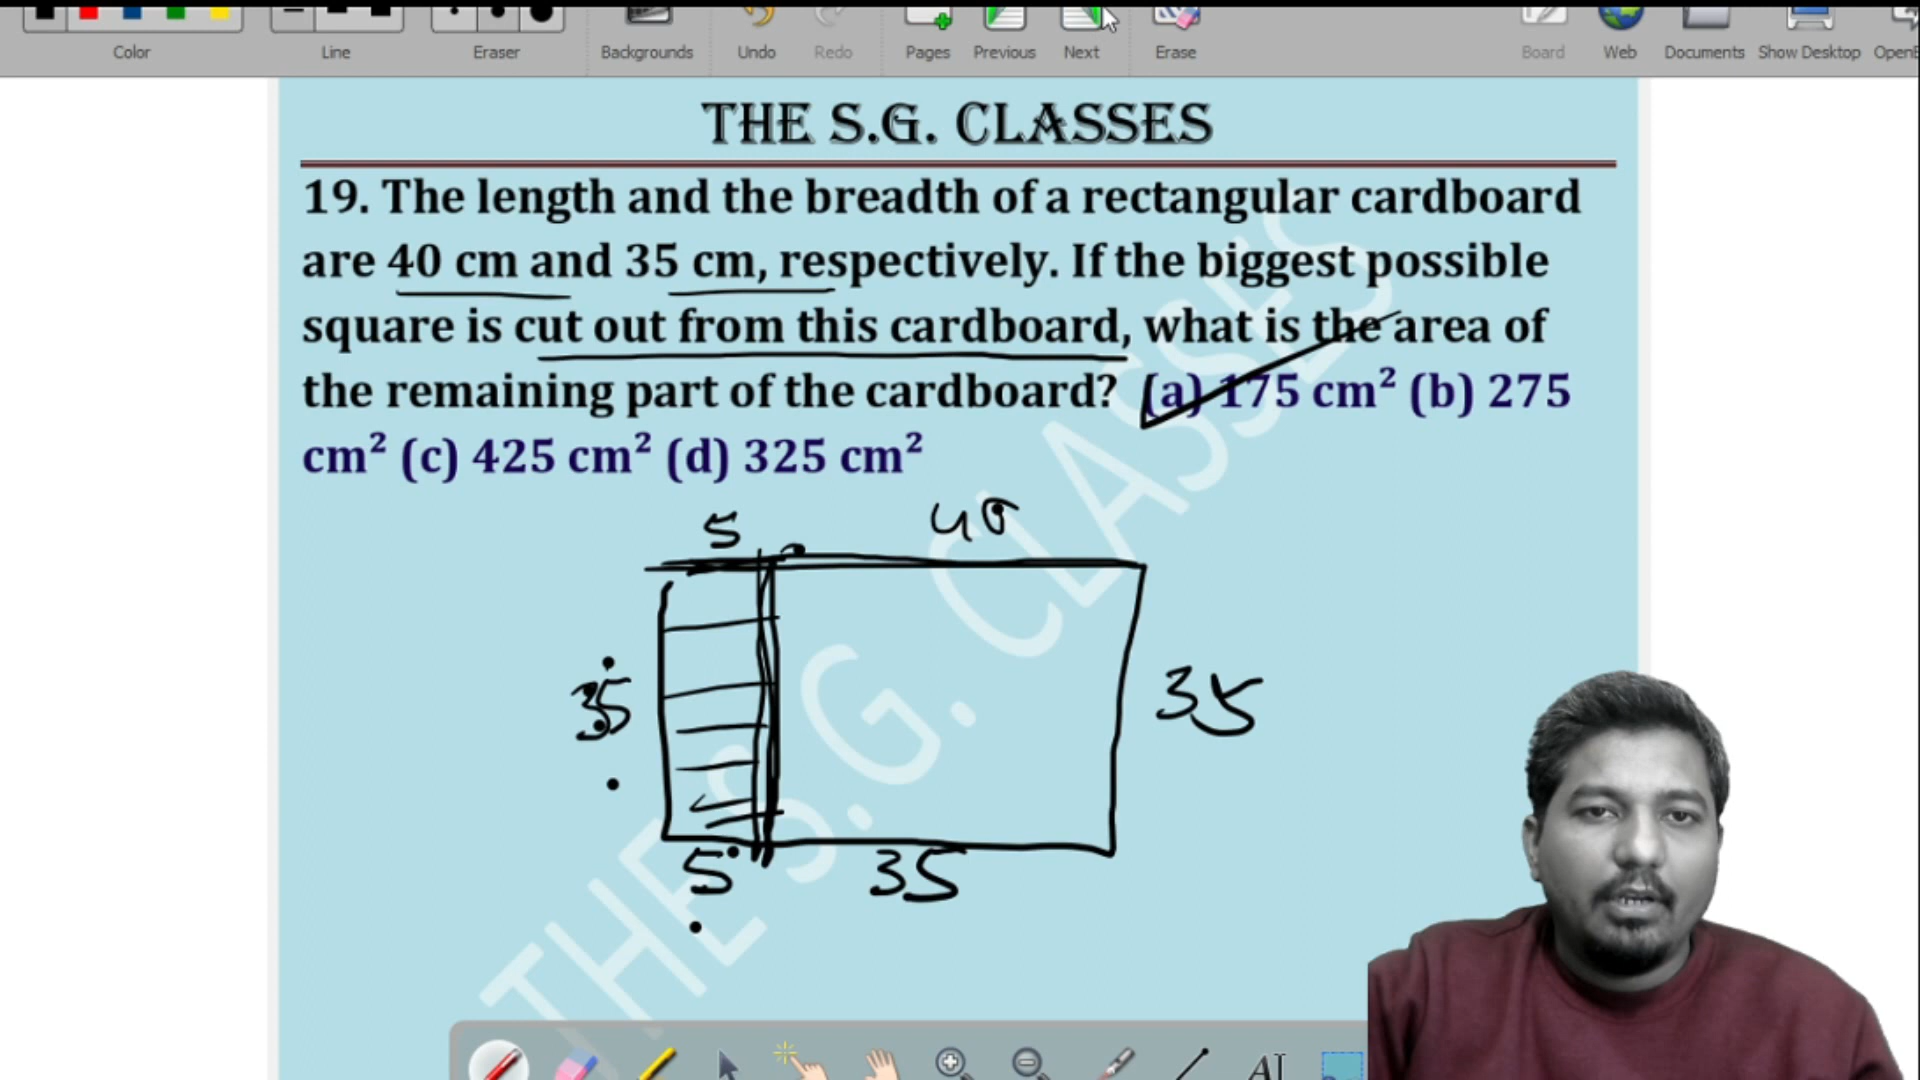 Color
Line
Eraser
Backgrounds
Undo
Redo
Pages
Previous
Next
Erase
Board
Web
Documents
Show Desktop
THE S.G. CLASSES
19. The length and the breadth of a rectangular cardboard
are 40 cm and 35 cm, respectively. If the biggest possible
square is cut out from this cardboard, what is the area of
the remaining part of the cardboard? (a) 175 cm² (b) 275
cm² (c) 425 cm² (d) 325 cm²
5
40
35
35
5
35
THE S.G. CLASSES
AI